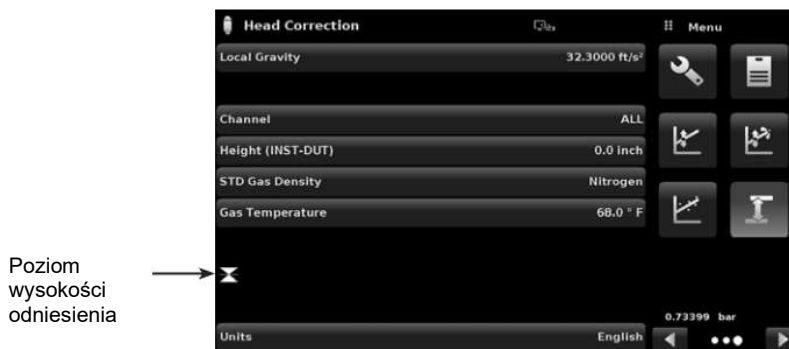 Head Correction
Menu
Local Gravity 32.3000 ft/s²
Channel ALL
Height (INST-DUT) 0.0 inch
STD Gas Density Nitrogen
Gas Temperature 68.0 ° F
Poziom
wysokości
odniesienia
0.73399 bar
Units English